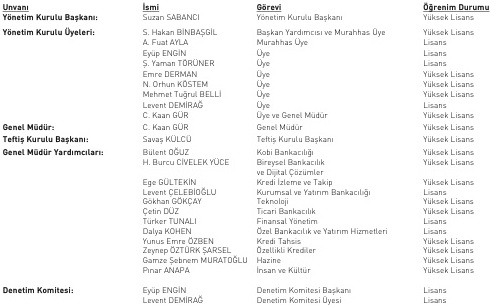 Unvanı İsmi Görevi Öğrenim Durumu
Yönetim Kurulu Başkanı: Suzan SABANCI Yönetim Kurulu Başkanı Yüksek Lisans
Yönetim Kurulu Üyeleri: S. Hakan BİNBAŞGİL Başkan Yardımcısı ve Murahhas Üye Yüksek Lisans
A. Fuat AYLA Murahhas Üye Lisans
Eyüp ENGİN Üye Lisans
Ş. Yaman TÖRÜNER Üye Lisans
Emre DERMAN Üye Yüksek Lisans
N. Orhun KÖSTEM Üye Yüksek Lisans
Mehmet Tuğrul BELLİ Üye Yüksek Lisans
Levent DEMİRAĞ Üye Lisans
C. Kaan GÜR Üye ve Genel Müdür Yüksek Lisans
Genel Müdür: C. Kaan GÜR Genel Müdür Yüksek Lisans
Teftiş Kurulu Başkanı: Savaş KÜLCÜ Teftiş Kurulu Başkanı Yüksek Lisans
Genel Müdür Yardımcıları: Bülent OĞUZ Kobi Bankacılığı Yüksek Lisans
H. Burcu CİVELEK YÜCE Bireysel Bankacılık Yüksek Lisans
ve Dijital Çözümler
Ege GÜLTEKİN Kredi İzleme ve Takip Yüksek Lisans
Levent ÇELEBİOĞLU Kurumsal ve Yatırım Bankacılığı Lisans
Gökhan GÖKÇAY Teknoloji Yüksek Lisans
Çetin DÜZ Ticari Bankacılık Yüksek Lisans
Türker TUNALI Finansal Yönetim Lisans
Dalya KOHEN Özel Bankacılık ve Yatırım Hizmetleri Lisans
Yunus Emre ÖZBEN Kredi Tahsis Yüksek Lisans
Zeynep ÖZTÜRK ŞARSEL Özellikli Krediler Yüksek Lisans
Gamze Şebnem MURATOĞLU Hazine Yüksek Lisans
Pınar ANAPA İnsan ve Kültür Yüksek Lisans
Denetim Komitesi: Eyüp ENGİN Denetim Komitesi Başkanı Lisans
Levent DEMİRAĞ Denetim Komitesi Üyesi Lisans